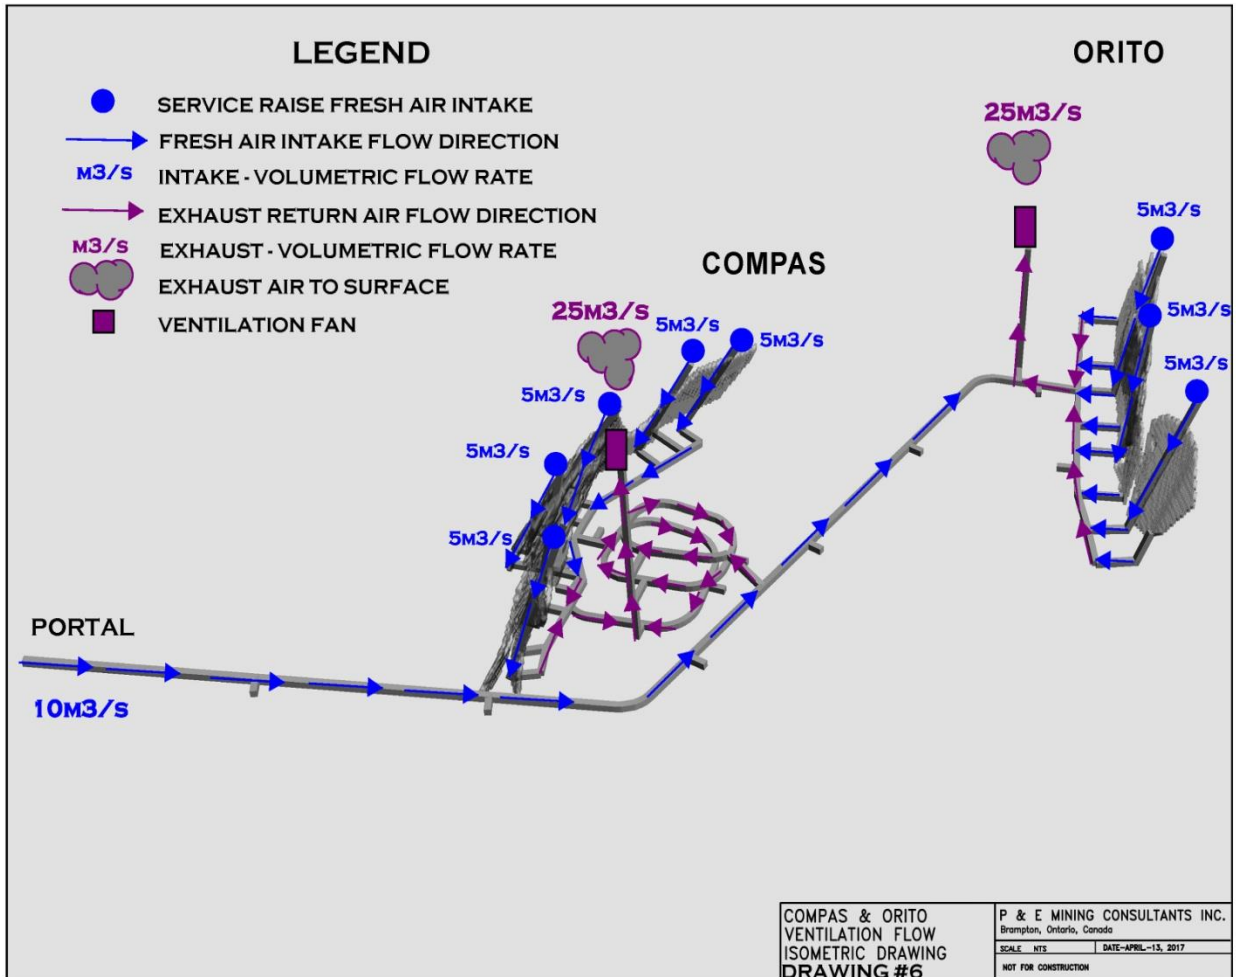 LEGEND
SERVICE RAISE FRESH AIR INTAKE
FRESH AIR INTAKE FLOW DIRECTION
M3/S INTAKE - VOLUMETRIC FLOW RATE
EXHAUST RETURN AIR FLOW DIRECTION
M3/S EXHAUST - VOLUMETRIC FLOW RATE
EXHAUST AIR TO SURFACE
VENTILATION FAN
ORITO
25M3/S
5M3/S
5M3/S
5M3/S
COMPAS
25M3/S
5M3/S
5M3/S
5M3/S
5M3/S
5M3/S
PORTAL
10M3/S
COMPAS & ORITO
VENTILATION FLOW
ISOMETRIC DRAWING
DRAWING #6
P & E MINING CONSULTANTS INC.
Brampton, Ontario, Canada
SCALE NTS DATE-APRIL-13, 2017
NOT FOR CONSTRUCTION